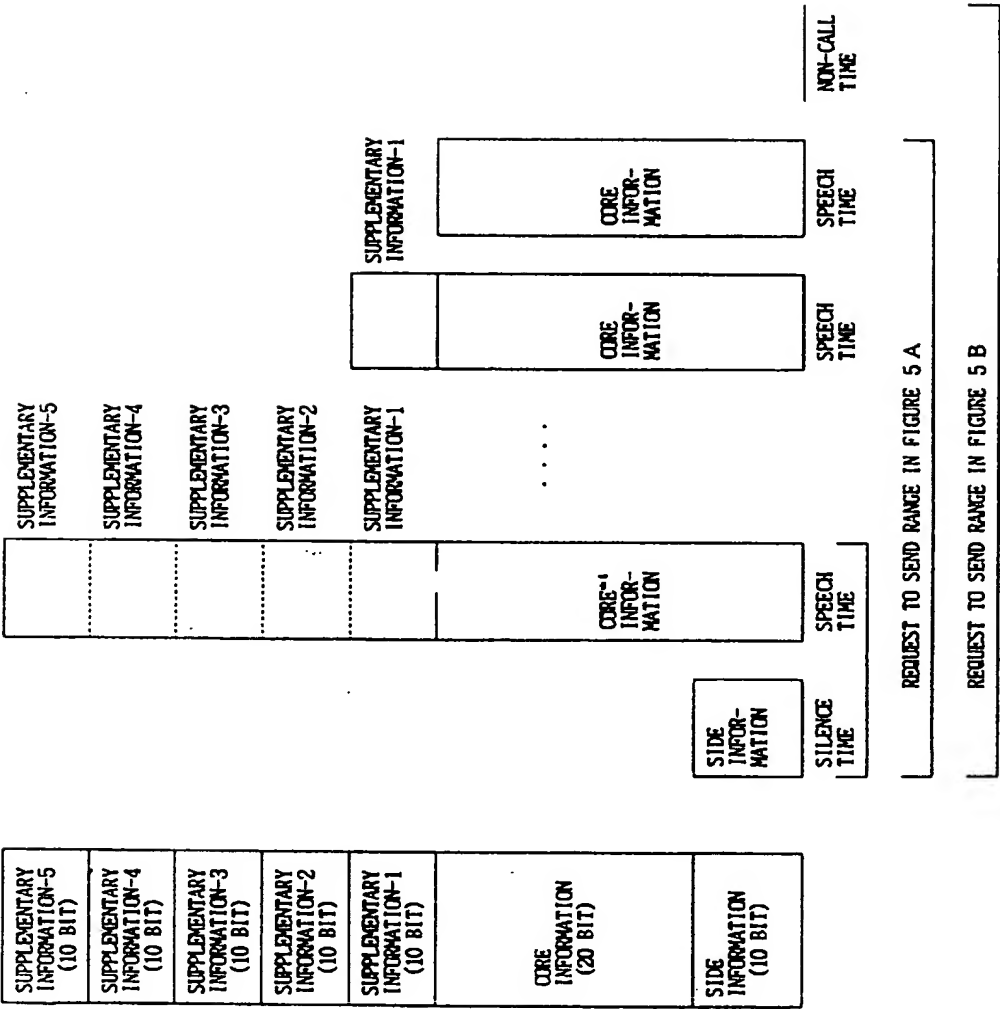 SUPPLEMENTARY
INFORMATION-5
(10 BIT)
SUPPLEMENTARY
INFORMATION-4
(10 BIT)
SUPPLEMENTARY
INFORMATION-3
(10 BIT)
SUPPLEMENTARY
INFORMATION-2
(10 BIT)
SUPPLEMENTARY
INFORMATION-1
(10 BIT)
CORE
INFORMATION
(20 BIT)
SIDE
INFORMATION
(10 BIT)
SIDE
INFOR-
MATION
SILENCE
TIME
SUPPLEMENTARY
INFORMATION-5
SUPPLEMENTARY
INFORMATION-4
SUPPLEMENTARY
INFORMATION-3
SUPPLEMENTARY
INFORMATION-2
SUPPLEMENTARY
INFORMATION-1
CORE
INFOR-
MATION
SPEECH
TIME
. . . .
CORE
INFOR-
MATION
SPEECH
TIME
SUPPLEMENTARY
INFORMATION-1
CORE
INFOR-
MATION
SPEECH
TIME
NON-CALL
TIME
REQUEST TO SEND RANGE IN FIGURE 5 A
REQUEST TO SEND RANGE IN FIGURE 5 B